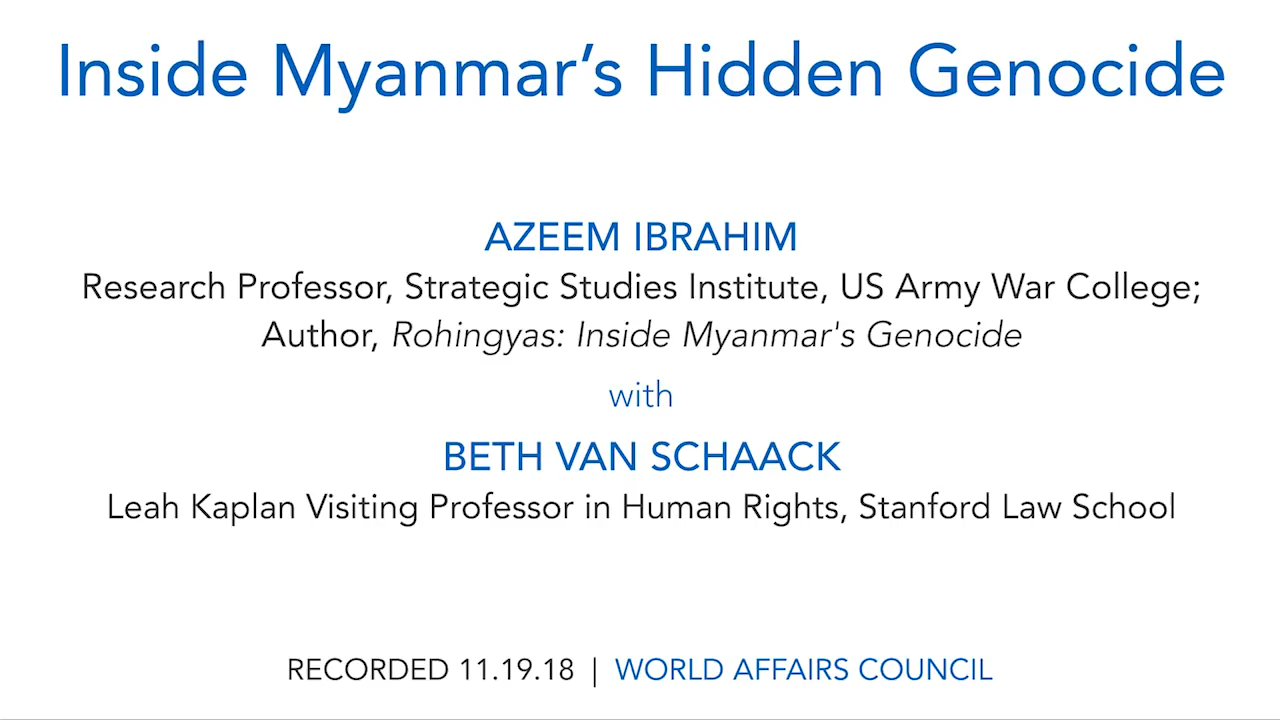 Inside Myanmar’s Hidden Genocide
AZEEM IBRAHIM
Research Professor, Strategic Studies Institute, US Army War College;
Author, Rohingyas: Inside Myanmar's Genocide
with
BETH VAN SCHAACK
Leah Kaplan Visiting Professor in Human Rights, Stanford Law School
RECORDED 11.19.18 | WORLD AFFAIRS COUNCIL